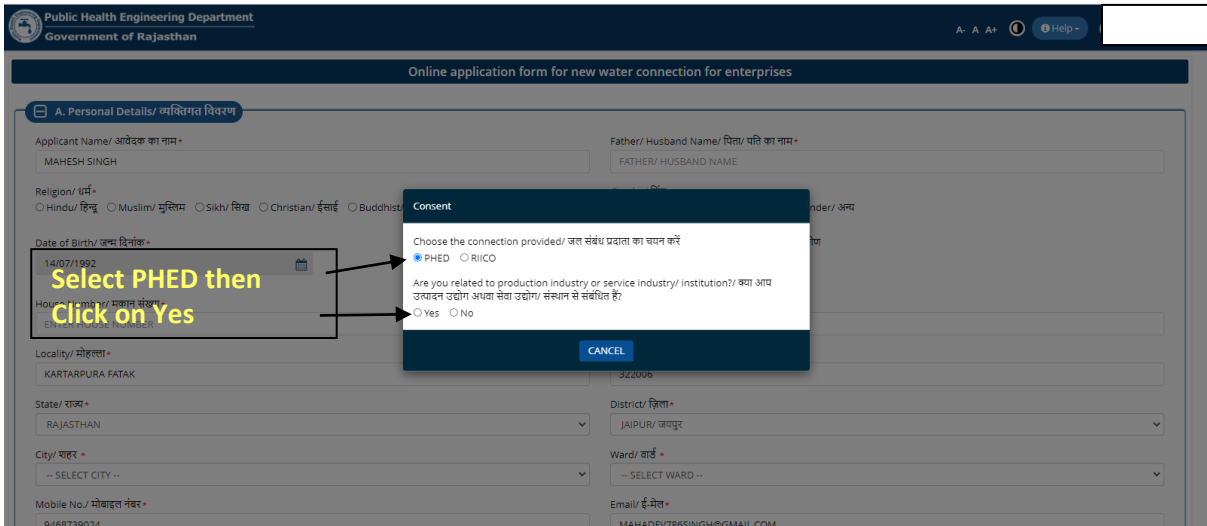 Public Health Engineering Department
Government of Rajasthan
A- A A+ Help
Online application form for new water connection for enterprises
A. Personal Details/ व्यक्तिगत विवरण
Applicant Name/ आवेदक का नाम* Father/ Husband Name/ पिता/ पति का नाम*
MAHESH SINGH FATHER/ HUSBAND NAME
Religion/ धर्म*
Hindu/ हिन्दू Muslim/ मुस्लिम Sikh/ सिख Christian/ ईसाई Buddhist/ nder/ अन्य
Consent
Date of Birth/ जन्म दिनांक*
14/07/1992
Choose the connection provided/ जल संबंध प्रदाता का चयन करें
PHED RIICO
Are you related to production industry or service industry/ institution?/ क्या आप
उत्पादन उद्योग अथवा सेवा उद्योग/ संस्थान से संबंधित हैं?
Yes No
CANCEL
Select PHED then
Click on Yes
House Number/ मकान संख्या*
ENTER HOUSE NUMBER
Locality/ मोहल्ला*
KARTARPURA FATAK 322006
State/ राज्य* District/ ज़िला*
RAJASTHAN JAIPUR/ जयपुर
City/ शहर * Ward/ वार्ड *
-- SELECT CITY -- -- SELECT WARD --
Mobile No./ मोबाइल नंबर* Email/ ई-मेल*
9468739024 MAHADEV786SINGH@GMAIL.COM